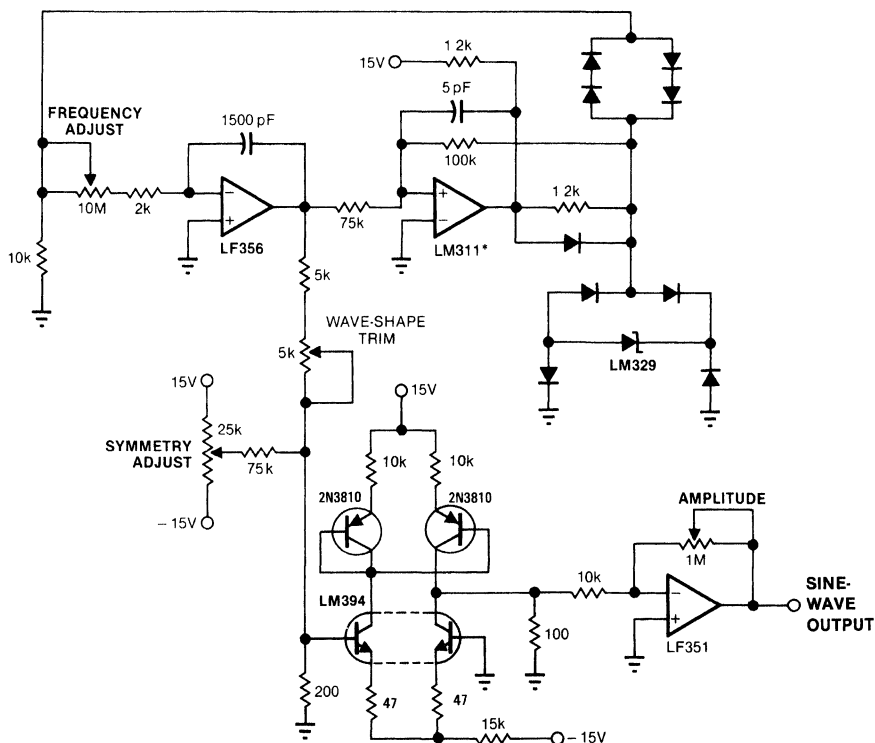 15V
1 2k
5 pF
FREQUENCY
ADJUST
1500 pF
100k
10M
2k
−
+
LF356
75k
+
−
LM311*
1 2k
10k
5k
WAVE-SHAPE
TRIM
5k
LM329
15V
15V
25k
SYMMETRY
ADJUST
75k
− 15V
10k
10k
2N3810
2N3810
AMPLITUDE
1M
LM394
10k
−
+
LF351
SINE-
WAVE
OUTPUT
100
200
47
47
15k
− 15V